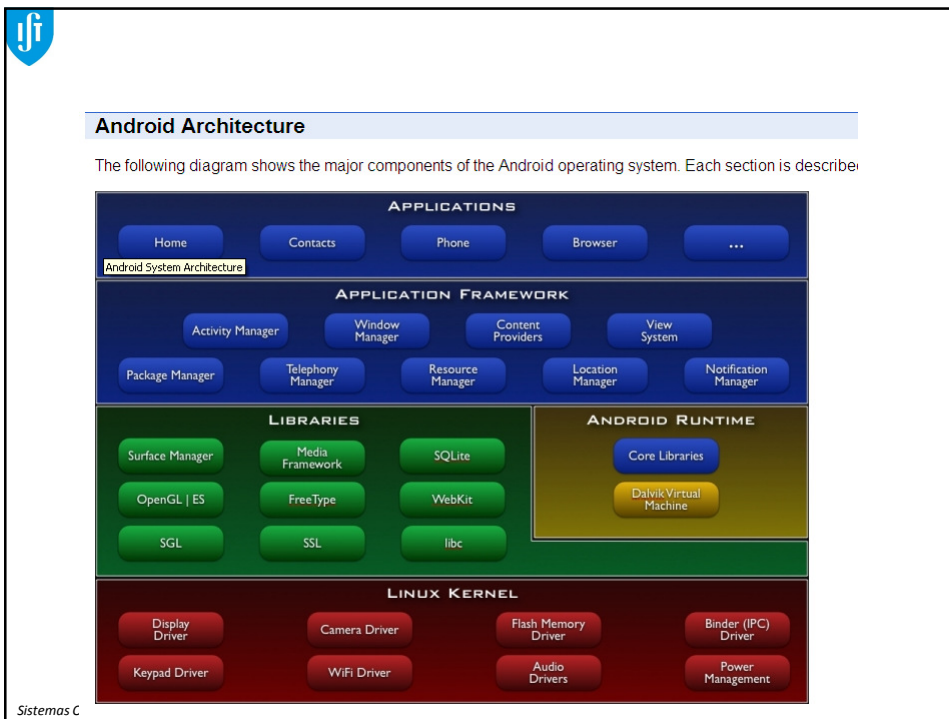 Android Architecture
The following diagram shows the major components of the Android operating system. Each section is describe
APPLICATIONS
Home
Contacts
Phone
Browser
...
Android System Architecture
APPLICATION FRAMEWORK
Activity Manager
Window
Manager
Content
Providers
View
System
Package Manager
Telephony
Manager
Resource
Manager
Location
Manager
Notification
Manager
LIBRARIES
Surface Manager
Media
Framework
SQLite
OpenGL | ES
FreeType
WebKit
SGL
SSL
libc
ANDROID RUNTIME
Core Libraries
Dalvik Virtual
Machine
LINUX KERNEL
Display
Driver
Camera Driver
Flash Memory
Driver
Binder (IPC)
Driver
Keypad Driver
WiFi Driver
Audio
Drivers
Power
Management
Sistemas C